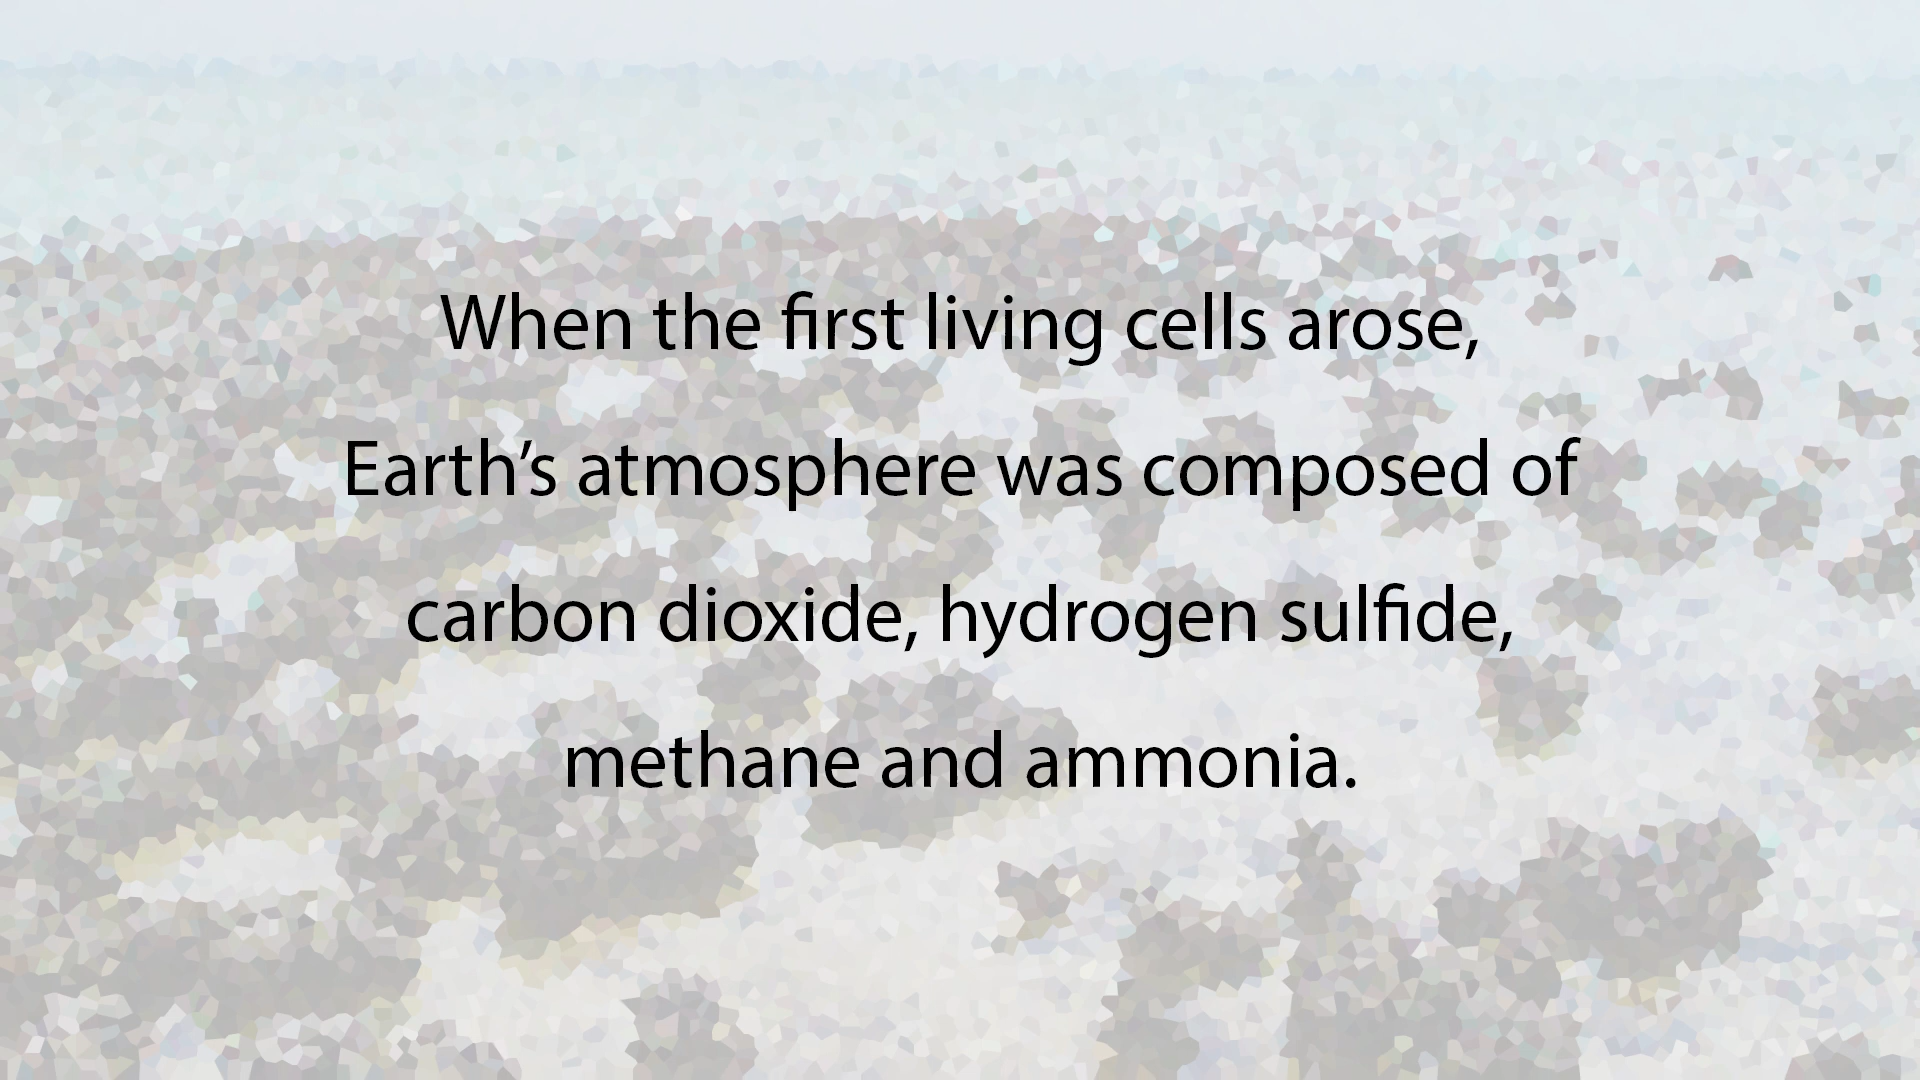 When the first living cells arose,
Earth’s atmosphere was composed of
carbon dioxide, hydrogen sulfide,
methane and ammonia.